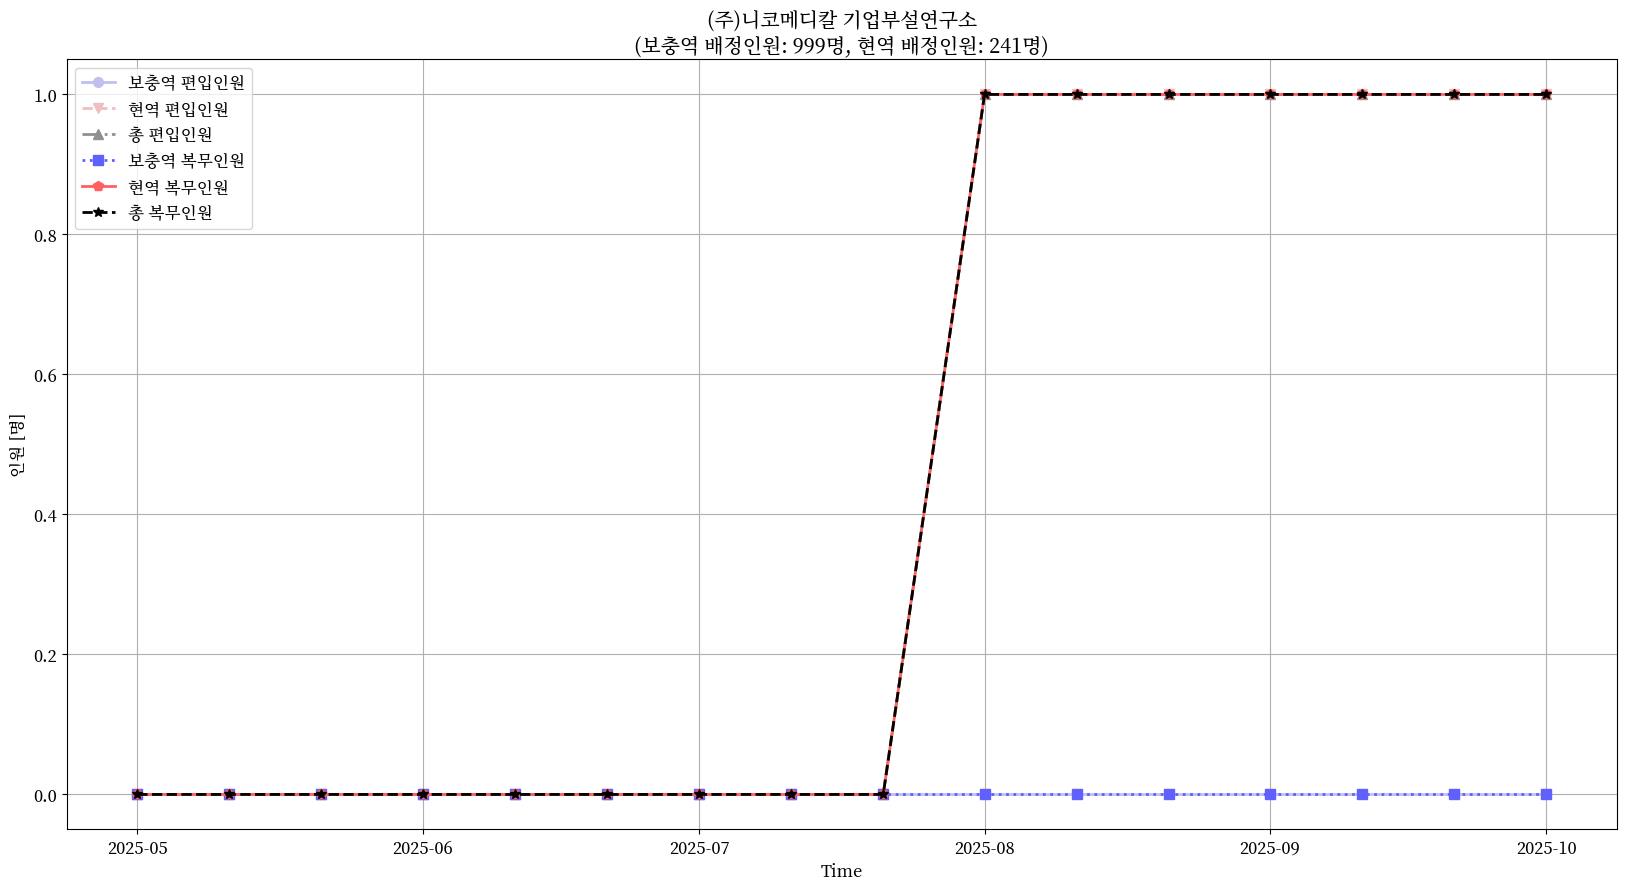 (주)니코메디칼 기업부설연구소
(보충역 배정인원: 999명, 현역 배정인원: 241명)
보충역 편입인원
현역 편입인원
총 편입인원
보충역 복무인원
현역 복무인원
총 복무인원
인원 [명]
1.0
0.8
0.6
0.4
0.2
0.0
2025-05
2025-06
2025-07
2025-08
2025-09
2025-10
Time